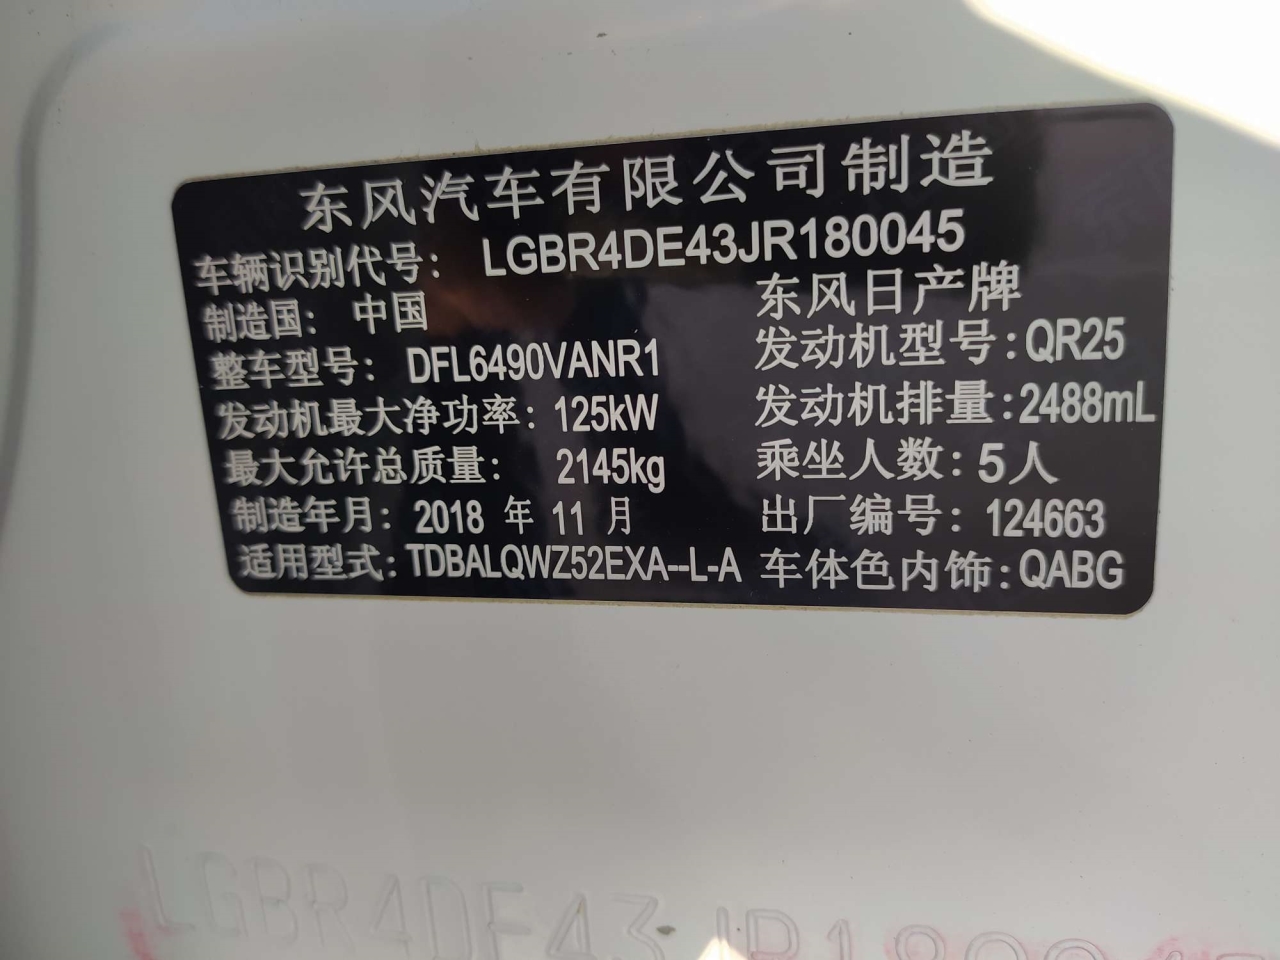 东风汽车有限公司制造
车辆识别代号: LGBR4DE43JR180045
制造国: 中国 东风日产牌
整车型号: DFL6490VANR1 发动机型号:QR25
发动机最大净功率: 125kW 发动机排量:2488mL
最大允许总质量: 2145kg 乘坐人数: 5人
制造年月: 2018 年 11 月 出厂编号: 124663
适用型式: TDBALQWZ52EXA--L-A 车体色内饰:QABG
LGBR4DE43JR180045